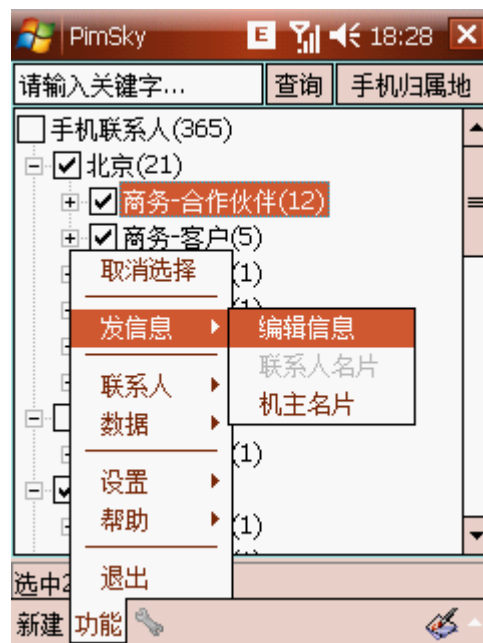 PimSky E 18:28
请输入关键字... 查询 手机归属地
手机联系人(365)
北京(21)
商务-合作伙伴(12)
商务-客户(5)
取消选择 (1)
(1)
发信息 编辑信息
联系人名片
联系人 机主名片
数据 (1)
设置
帮助 (1)
退出
选中
新建 功能